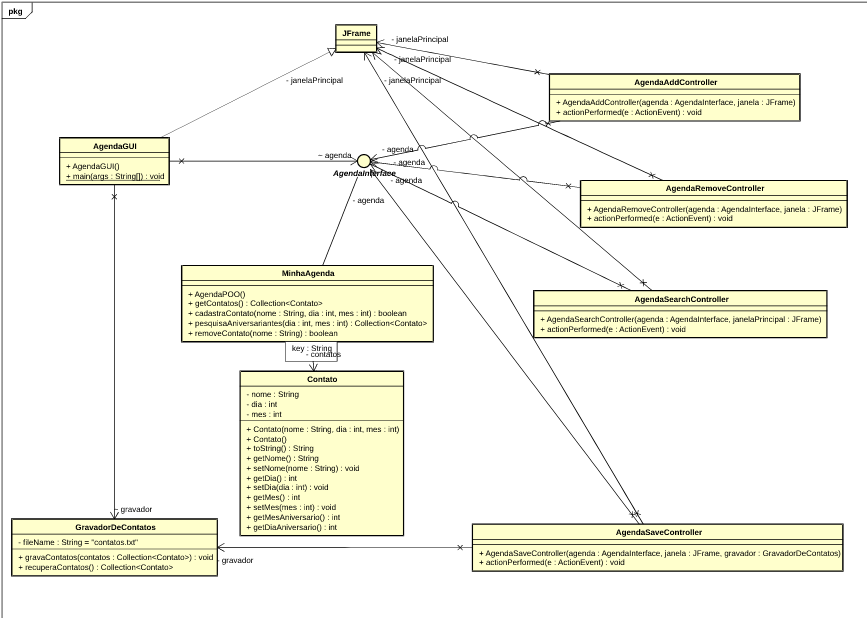 pkg
JFrame
- janelaPrincipal
- janelaPrincipal
- janelaPrincipal
- janelaPrincipal
AgendaAddController
+ AgendaAddController(agenda : AgendaInterface, janela : JFrame)
+ actionPerformed(e : ActionEvent) : void
AgendaGUI
+ AgendaGUI()
+ main(args : String[]) : void
~ agenda
- agenda
- agenda
- agenda
AgendaInterface
- agenda
AgendaRemoveController
+ AgendaRemoveController(agenda : AgendaInterface, janela : JFrame)
+ actionPerformed(e : ActionEvent) : void
MinhaAgenda
+ AgendaPOO()
+ getContatos() : Collection<Contato>
+ cadastraContato(nome : String, dia : int, mes : int) : boolean
+ pesquisaAniversariantes(dia : int, mes : int) : Collection<Contato>
+ removeContato(nome : String) : boolean
key : String
- contatos
AgendaSearchController
+ AgendaSearchController(agenda : AgendaInterface, janelaPrincipal : JFrame)
+ actionPerformed(e : ActionEvent) : void
Contato
- nome : String
- dia : int
- mes : int
+ Contato(nome : String, dia : int, mes : int)
+ Contato()
+ toString() : String
+ getNome() : String
+ setNome(nome : String) : void
+ getDia() : int
+ setDia(dia : int) : void
+ getMes() : int
+ setMes(mes : int) : void
+ getMesAniversario() : int
+ getDiaAniversario() : int
~ gravador
GravadorDeContatos
- fileName : String = "contatos.txt"
+ gravaContatos(contatos : Collection<Contato>) : void
+ recuperaContatos() : Collection<Contato>
- gravador
AgendaSaveController
+ AgendaSaveController(agenda : AgendaInterface, janela : JFrame, gravador : GravadorDeContatos)
+ actionPerformed(e : ActionEvent) : void